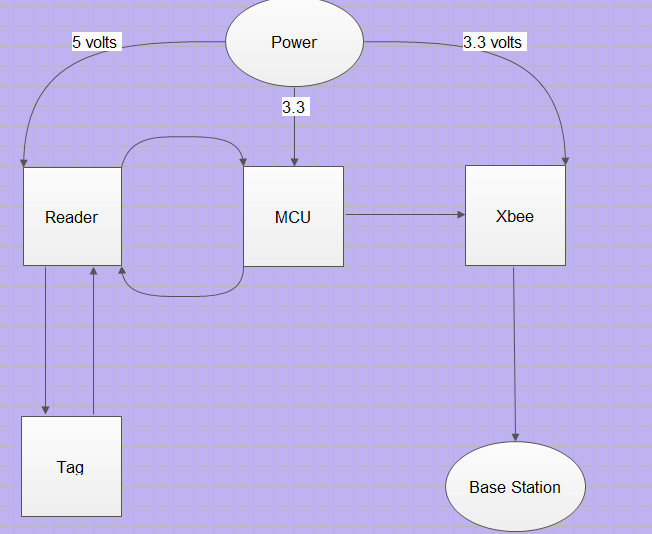 Power
5 volts
3.3 volts
3.3
Reader
MCU
Xbee
Tag
Base Station